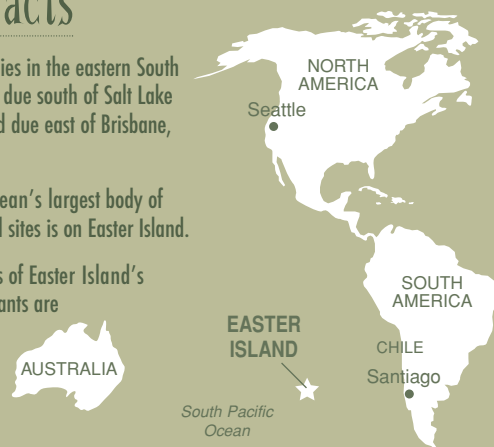 acts
ies in the eastern South
due south of Salt Lake
d due east of Brisbane,
ean's largest body of
l sites is on Easter Island.
s of Easter Island's
ants are
NORTH
AMERICA
Seattle
SOUTH
AMERICA
CHILE
Santiago
EASTER
ISLAND
AUSTRALIA
South Pacific
Ocean